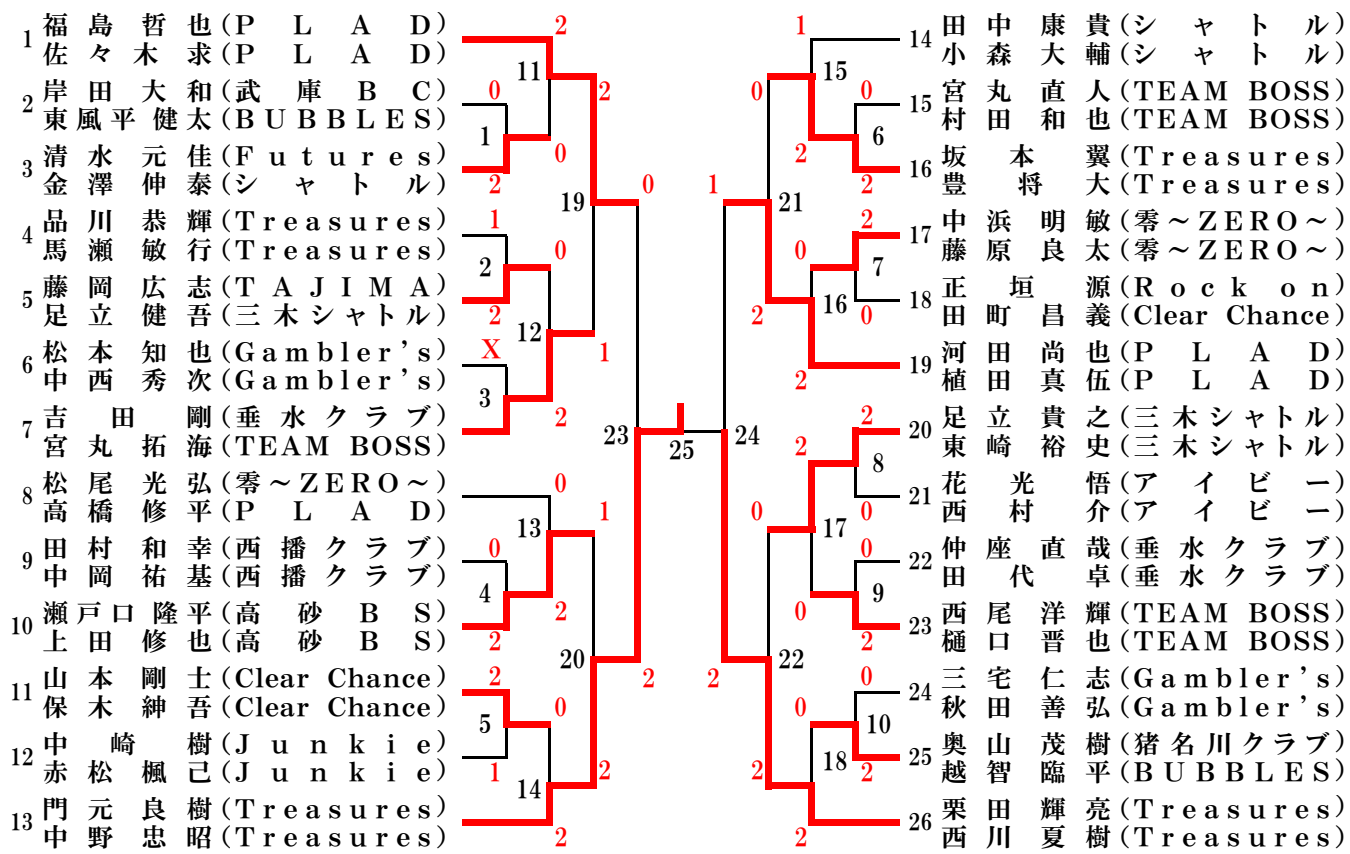 1 福島哲也(PLAD)
佐々木求(PLAD)
2 岸田大和(武庫BC)
東風平健太(BUBBLES)
3 清水元佳(Futures)
金澤伸泰(シャトル)
4 品川恭輝(Treasures)
馬瀬敏行(Treasures)
5 藤岡広志(TAJIMA)
足立健吾(三木シャトル)
6 松本知也(Gambler's)
中西秀次(Gambler's)
7 吉田剛(垂水クラブ)
宮丸拓海(TEAM BOSS)
8 松尾光弘(零～ZERO～)
高橋修平(PLAD)
9 田村和幸(西播クラブ)
中岡祐基(西播クラブ)
10 瀬戸口隆平(高砂BS)
上田修也(高砂BS)
11 山本剛士(Clear Chance)
保木紳吾(Clear Chance)
12 中崎樹(Junkie)
赤松楓己(Junkie)
13 門元良樹(Treasures)
中野忠昭(Treasures)
2
11
2
0
1
0
2
19
0
1
2
0
2
12
1
X
3
2
23
25
0
13
1
0
4
2
2
20
2
2
5
0
1
14
2
2
1
15
0
0
6
2
2
1
21
2
0
7
16
0
2
2
24
2
2
8
0
17
0
0
9
0
2
22
2
0
0
10
18
2
2
2
14 田中康貴(シャトル)
小森大輔(シャトル)
15 宮丸直人(TEAM BOSS)
村田和也(TEAM BOSS)
16 坂本翼(Treasures)
豊将大(Treasures)
17 中浜明敏(零～ZERO～)
藤原良太(零～ZERO～)
18 正垣源(Rock on)
田町昌義(Clear Chance)
19 河田尚也(PLAD)
植田真伍(PLAD)
20 足立貴之(三木シャトル)
東崎裕史(三木シャトル)
21 花光悟(アイビー)
西村介(アイビー)
22 仲座直哉(垂水クラブ)
田代卓(垂水クラブ)
23 西尾洋輝(TEAM BOSS)
樋口晋也(TEAM BOSS)
24 三宅仁志(Gambler's)
秋田善弘(Gambler's)
25 奥山茂樹(猪名川クラブ)
越智臨平(BUBBLES)
26 栗田輝亮(Treasures)
西川夏樹(Treasures)